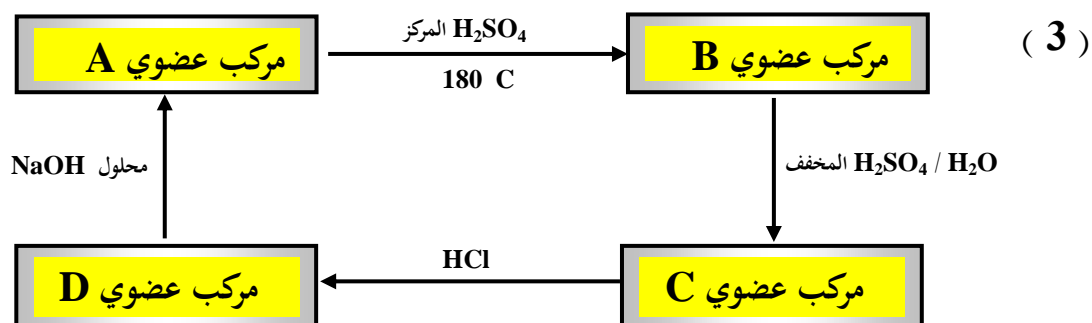 ( 3 )
مركب عضوي A
H₂SO₄ المركز
180 C
مركب عضوي B
محلول NaOH
H₂SO₄ / H₂O المخفف
مركب عضوي D
HCl
مركب عضوي C